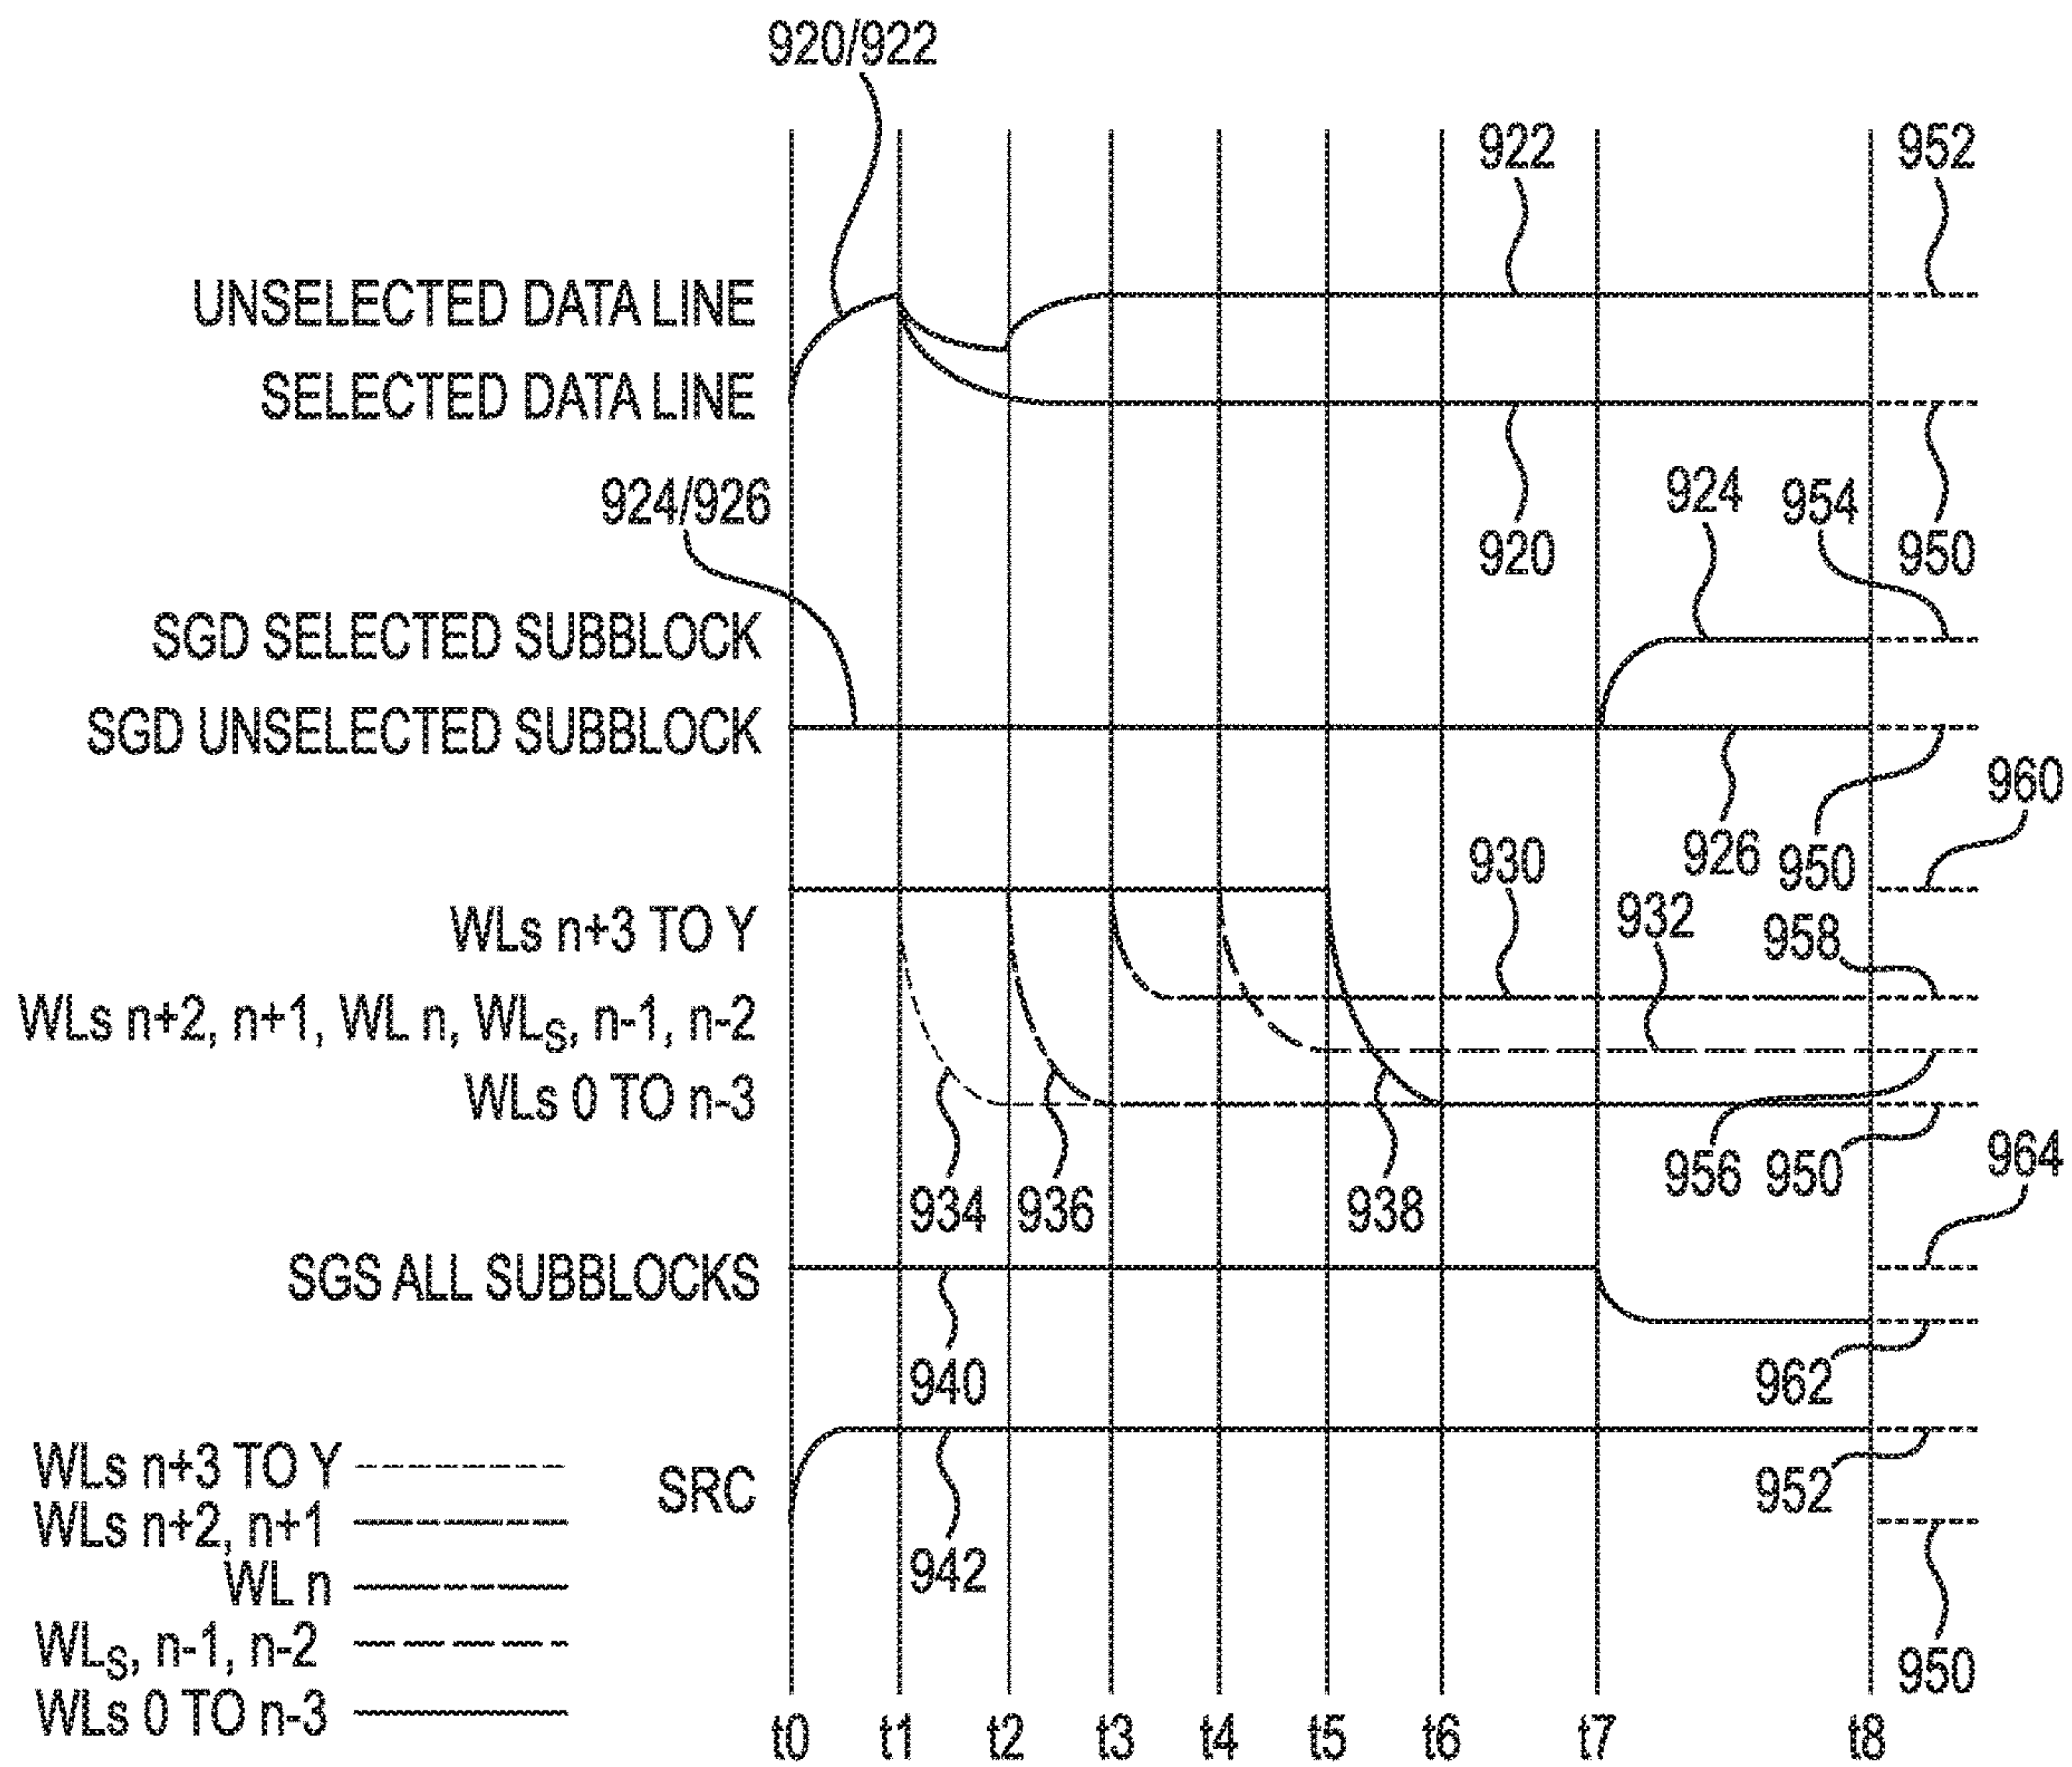 920/922
922
952
UNSELECTED DATA LINE
SELECTED DATA LINE
924/926
920
924
954
950
SGD SELECTED SUBBLOCK
SGD UNSELECTED SUBBLOCK
960
926
950
930
932
958
WLs n+3 TO Y
WLs n+2, n+1, WL n, WLS, n-1, n-2
WLs 0 TO n-3
934
936
938
956
950
964
SGS ALL SUBBLOCKS
940
962
SRC
942
952
950
WLs n+3 TO Y
WLs n+2, n+1
WL n
WLS, n-1, n-2
WLs 0 TO n-3
t0 t1 t2 t3 t4 t5 t6 t7 t8